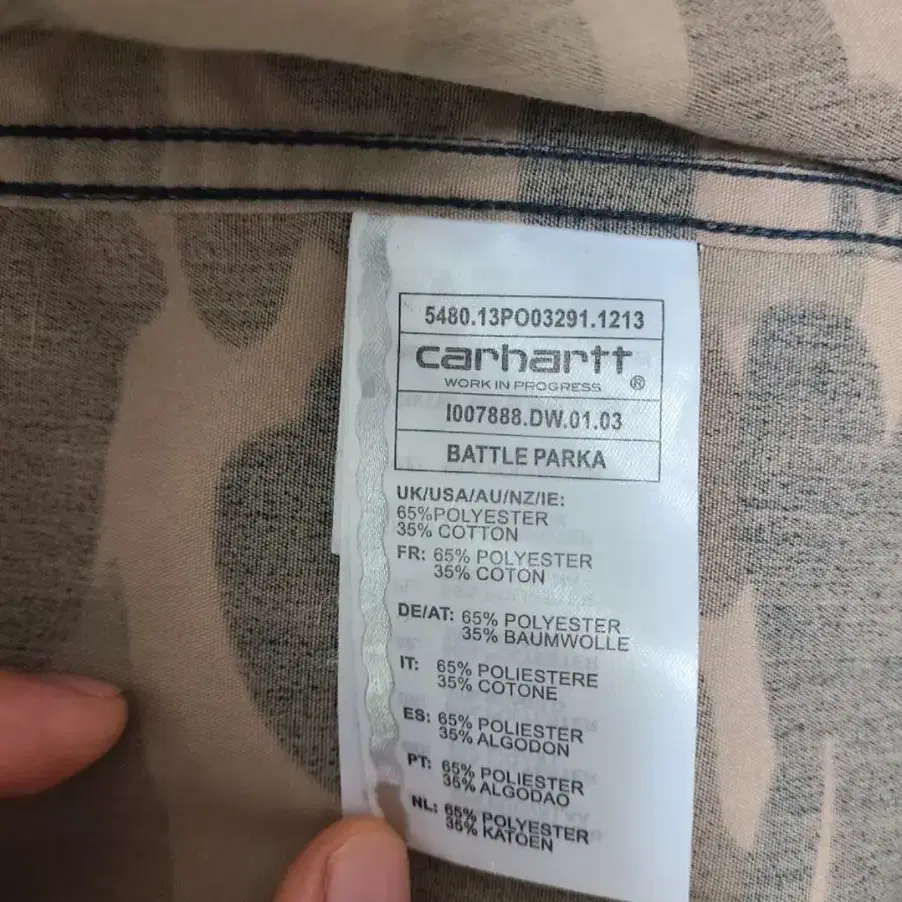 5480.13PO03291.1213
carhartt
WORK IN PROGRESS ®
I007888.DW.01.03
BATTLE PARKA
UK/USA/AU/NZ/IE:
65%POLYESTER
35% COTTON
FR: 65% POLYESTER
35% COTON
DE/AT: 65% POLYESTER
35% BAUMWOLLE
IT: 65% POLIESTERE
35% COTONE
ES: 65% POLIESTER
35% ALGODON
PT: 65% POLIESTER
35% ALGODAO
NL: 65% POLYESTER
35% KATOEN